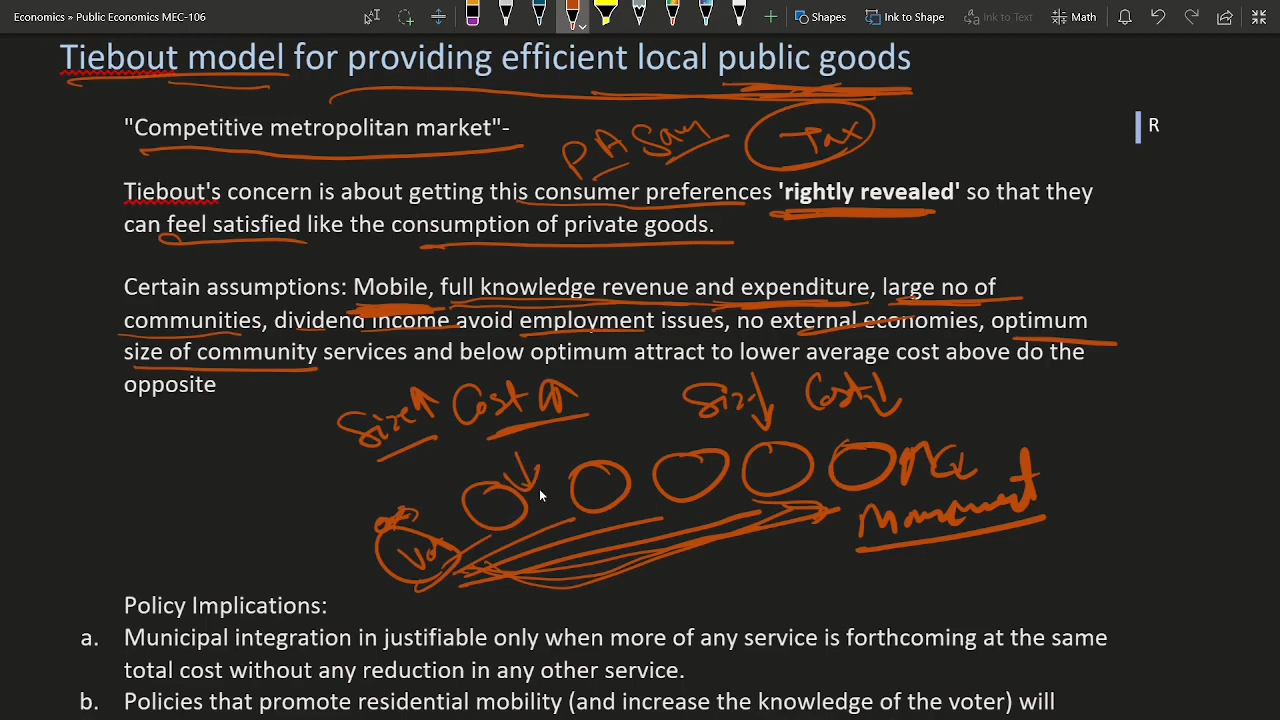 Economics » Public Economics MEC-106
Shapes
Ink to Shape
Ink to Text
Math
Tiebout model for providing efficient local public goods
"Competitive metropolitan market"-
PA Sam
Tax
R
Tiebout's concern is about getting this consumer preferences 'rightly revealed' so that they
can feel satisfied like the consumption of private goods.
Certain assumptions: Mobile, full knowledge revenue and expenditure, large no of
communities, dividend income avoid employment issues, no external economies, optimum
size of community services and below optimum attract to lower average cost above do the
opposite
Size↑ Cost↑ Size↓ Cost↓
Movement
Policy Implications:
a. Municipal integration in justifiable only when more of any service is forthcoming at the same
total cost without any reduction in any other service.
b. Policies that promote residential mobility (and increase the knowledge of the voter) will